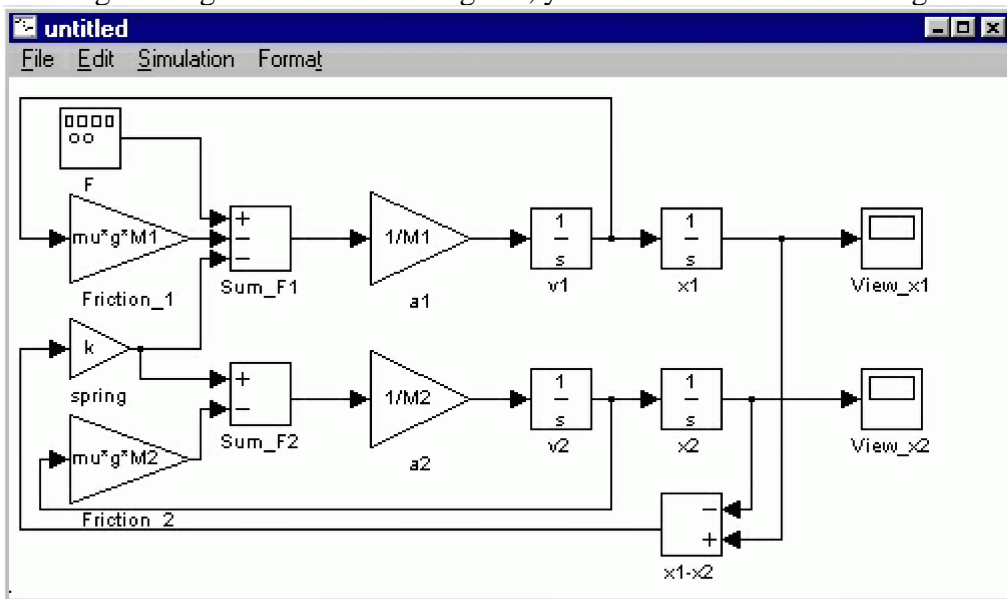 untitled
File Edit Simulation Format
F
mu*g*M1
Friction_1
+
−
−
Sum_F1
1/M1
a1
1
s
v1
1
s
x1
View_x1
k
spring
+
−
Sum_F2
1/M2
a2
1
s
v2
1
s
x2
View_x2
mu*g*M2
Friction_2
−
+
x1-x2